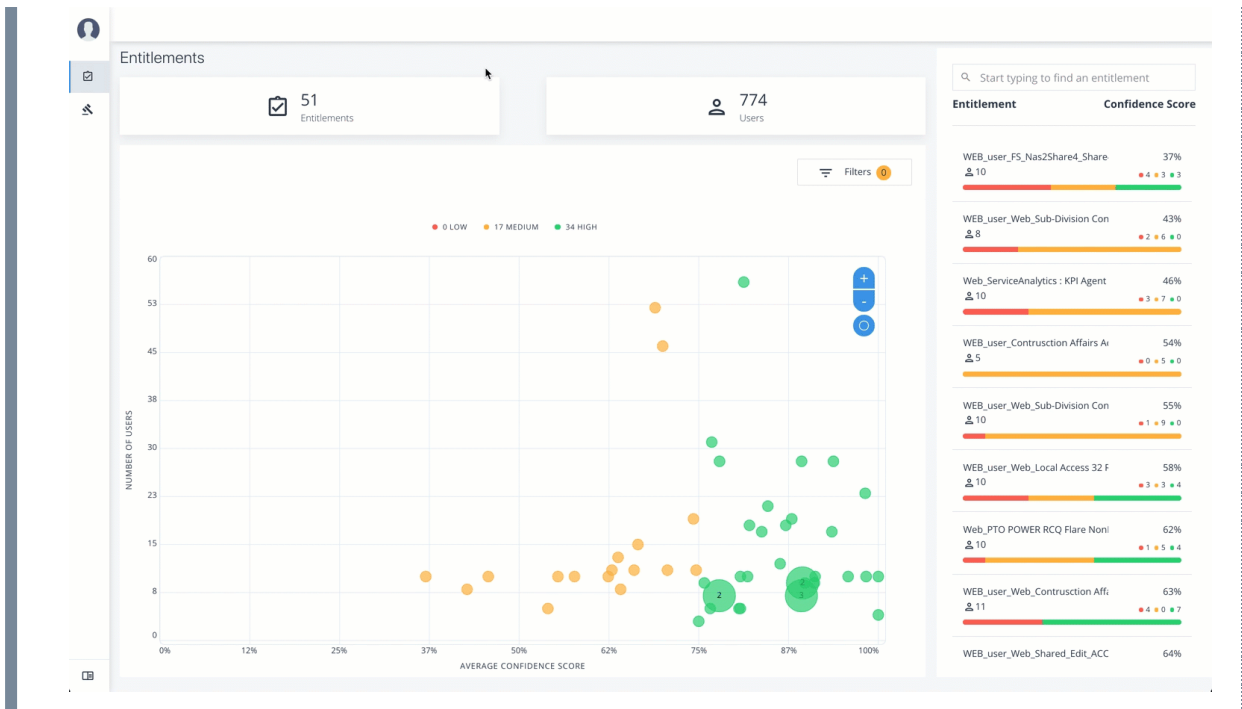 Entitlements
51
Entitlements
774
Users
Filters 0
0 LOW 17 MEDIUM 34 HIGH
60
53
45
38
30
23
15
8
0
NUMBER OF USERS
+
-
2
2
3
0% 12% 25% 37% 50% 62% 75% 87% 100%
AVERAGE CONFIDENCE SCORE
Start typing to find an entitlement
Entitlement Confidence Score
WEB_user_FS_Nas2Share4_Share- 37%
10 4 3 3
WEB_user_Web_Sub-Division Con 43%
8 2 6 0
Web_ServiceAnalytics : KPI Agent 46%
10 3 7 0
WEB_user_Contrusction Affairs 54%
5 0 5 0
WEB_user_Web_Sub-Division Con 55%
10 1 9 0
WEB_user_Web_Local Access 32 58%
10 3 3 4
Web_PTO POWER RCQ Flare 62%
10 1 5 4
WEB_user_Web_Contrusction 63%
11 4 0 7
WEB_user_Web_Shared_Edit_ACC 64%